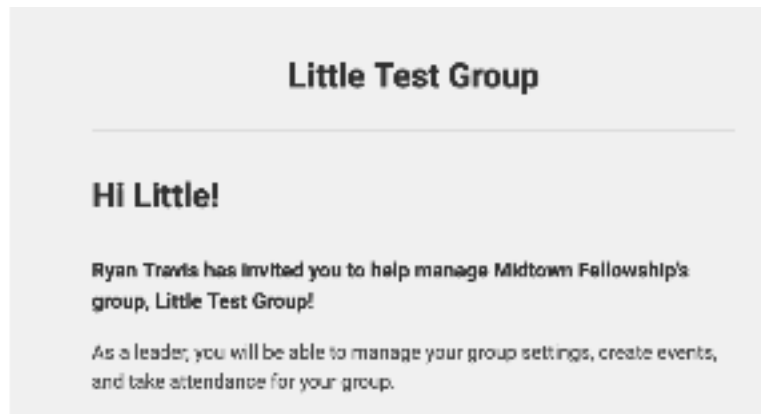 Little Test Group
Hi Little!
Ryan Travis has invited you to help manage Midtown Fellowship's
group, Little Test Group!
As a leader, you will be able to manage your group settings, create events,
and take attendance for your group.